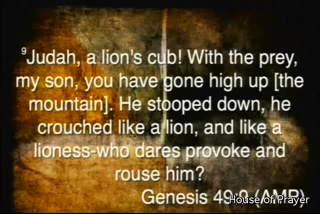 9Judah, a lion's cub! With the prey,
my son, you have gone high up [the
mountain]. He stooped down, he
crouched like a lion, and like a
lioness-who dares provoke and
rouse him?
Genesis 49:9 (AMP)
House of Prayer